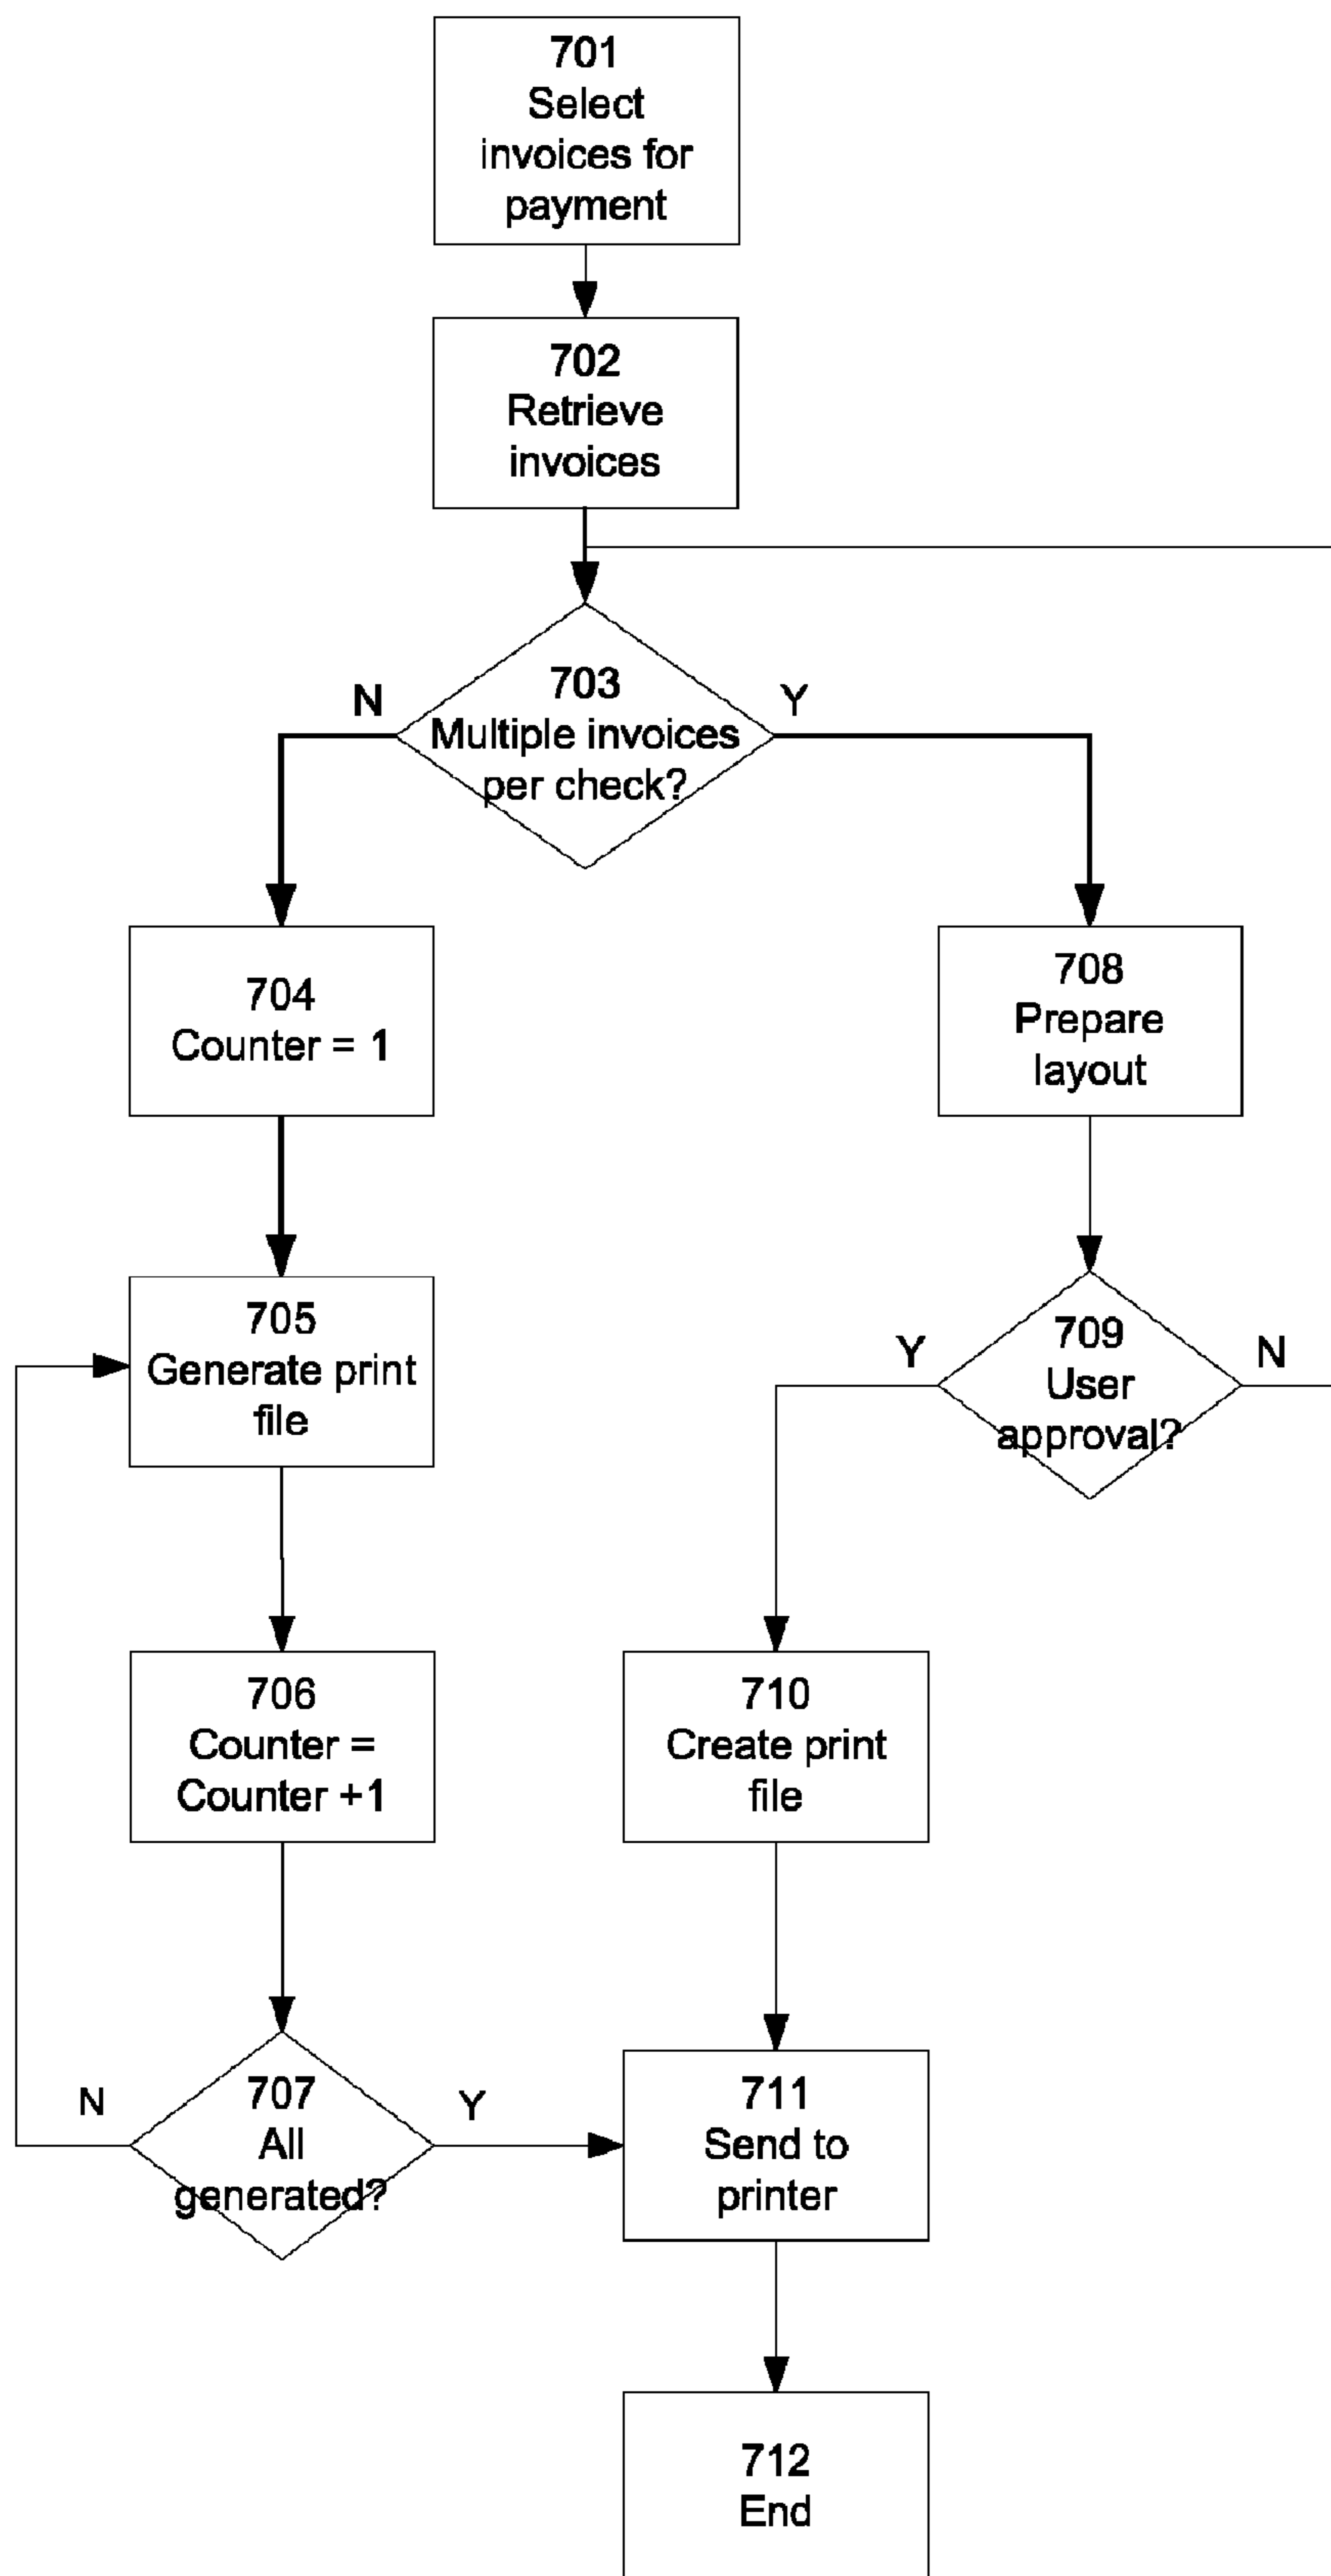 701
Select
invoices for
payment
702
Retrieve
invoices
703
Multiple invoices
per check?
N
Y
704
Counter = 1
708
Prepare
layout
705
Generate print
file
709
User
approval?
Y
N
706
Counter =
Counter +1
710
Create print
file
707
All
generated?
N
Y
711
Send to
printer
712
End